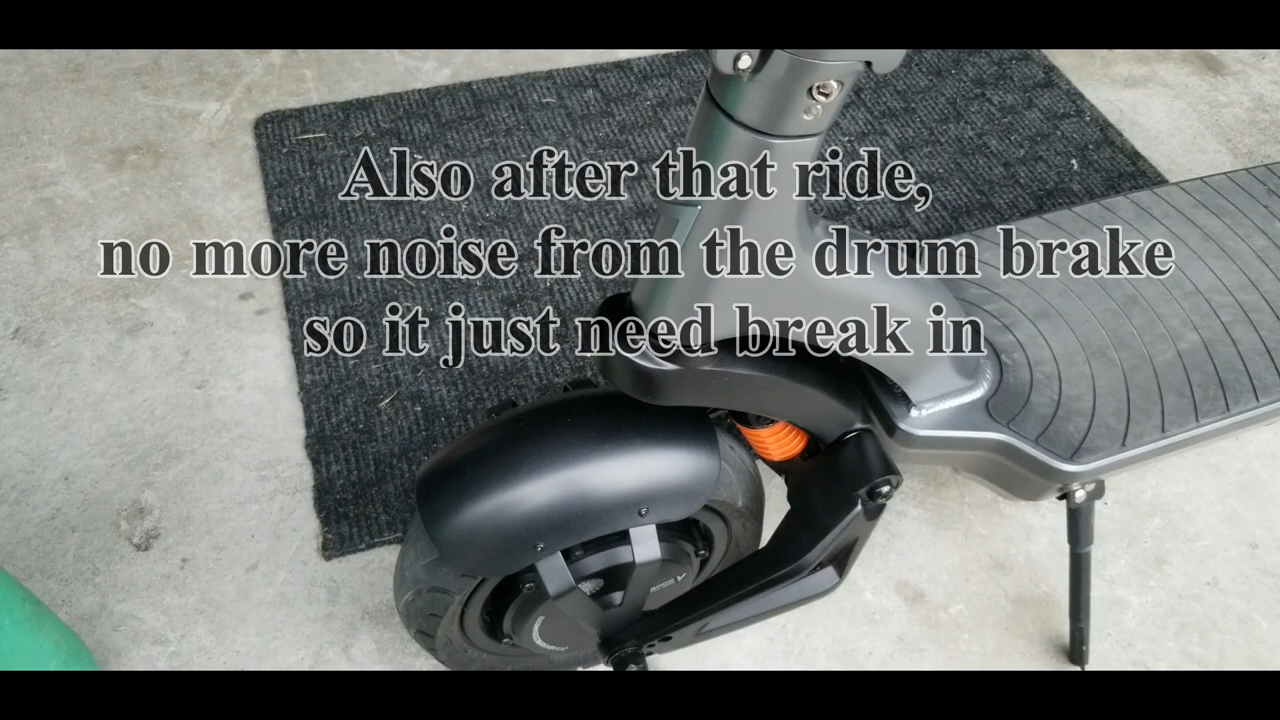 Also after that ride,
no more noise from the drum brake
so it just need break in